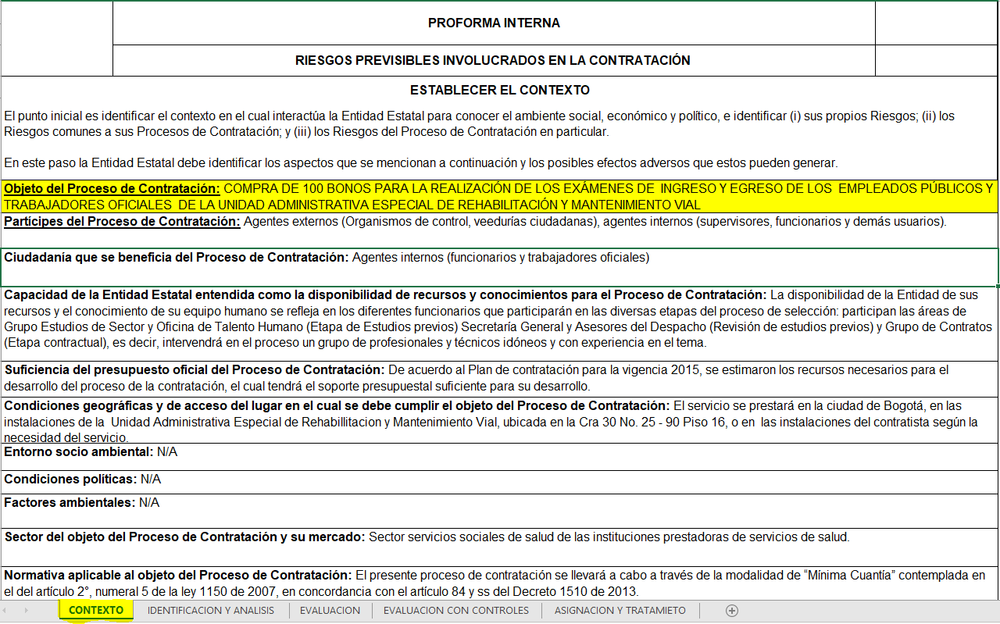 PROFORMA INTERNA
RIESGOS PREVISIBLES INVOLUCRADOS EN LA CONTRATACIÓN
ESTABLECER EL CONTEXTO
El punto inicial es identificar el contexto en el cual interactúa la Entidad Estatal para conocer el ambiente social, económico y político, e identificar (i) sus propios Riesgos; (ii) los
Riesgos comunes a sus Procesos de Contratación; y (iii) los Riesgos del Proceso de Contratación en particular.
En este paso la Entidad Estatal debe identificar los aspectos que se mencionan a continuación y los posibles efectos adversos que estos pueden generar.
Objeto del Proceso de Contratación: COMPRA DE 100 BONOS PARA LA REALIZACIÓN DE LOS EXÁMENES DE INGRESO Y EGRESO DE LOS EMPLEADOS PÚBLICOS Y
TRABAJADORES OFICIALES DE LA UNIDAD ADMINISTRATIVA ESPECIAL DE REHABILITACIÓN Y MANTENIMIENTO VIAL
Partícipes del Proceso de Contratación: Agentes externos (Organismos de control, veedurías ciudadanas), agentes internos (supervisores, funcionarios y demás usuarios).
Ciudadanía que se beneficia del Proceso de Contratación: Agentes internos (funcionarios y trabajadores oficiales)
Capacidad de la Entidad Estatal entendida como la disponibilidad de recursos y conocimientos para el Proceso de Contratación: La disponibilidad de la Entidad de sus
recursos y el conocimiento de su equipo humano se refleja en los diferentes funcionarios que participarán en las diversas etapas del proceso de selección: participan las áreas de
Grupo Estudios de Sector y Oficina de Talento Humano (Etapa de Estudios previos) Secretaría General y Asesores del Despacho (Revisión de estudios previos) y Grupo de Contratos
(Etapa contractual), es decir, intervendrá en el proceso un grupo de profesionales y técnicos idóneos y con experiencia en el tema.
Suficiencia del presupuesto oficial del Proceso de Contratación: De acuerdo al Plan de contratación para la vigencia 2015, se estimaron los recursos necesarios para el
desarrollo del proceso de la contratación, el cual tendrá el soporte presupuestal suficiente para su desarrollo.
Condiciones geográficas y de acceso del lugar en el cual se debe cumplir el objeto del Proceso de Contratación: El servicio se prestará en la ciudad de Bogotá, en las
instalaciones de la Unidad Administrativa Especial de Rehabillitacion y Mantenimiento Vial, ubicada en la Cra 30 No. 25 - 90 Piso 16, o en las instalaciones del contratista según la
necesidad del servicio.
Entorno socio ambiental: N/A
Condiciones políticas: N/A
Factores ambientales: N/A
Sector del objeto del Proceso de Contratación y su mercado: Sector servicios sociales de salud de las instituciones prestadoras de servicios de salud.
Normativa aplicable al objeto del Proceso de Contratación: El presente proceso de contratación se llevará a cabo a través de la modalidad de “Mínima Cuantía” contemplada en
el del artículo 2°, numeral 5 de la ley 1150 de 2007, en concordancia con el artículo 84 y ss del Decreto 1510 de 2013.
CONTEXTO IDENTIFICACION Y ANALISIS EVALUACION EVALUACION CON CONTROLES ASIGNACION Y TRATAMIETO